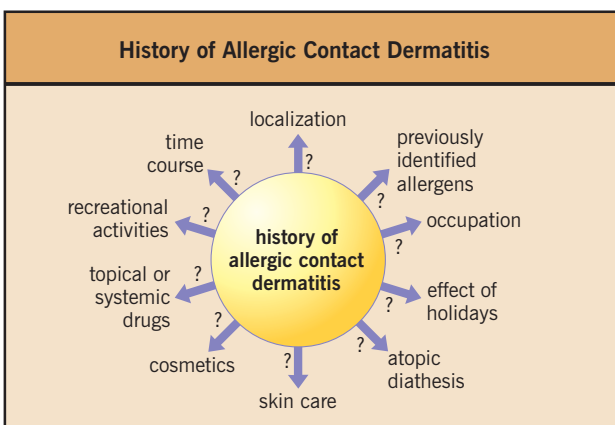 History of Allergic Contact Dermatitis
localization
?
previously
identified
allergens
?
occupation
?
effect of
holidays
?
atopic
diathesis
?
skin care
?
cosmetics
?
topical or
systemic
drugs
?
recreational
activities
?
time
course
?
history of
allergic contact
dermatitis